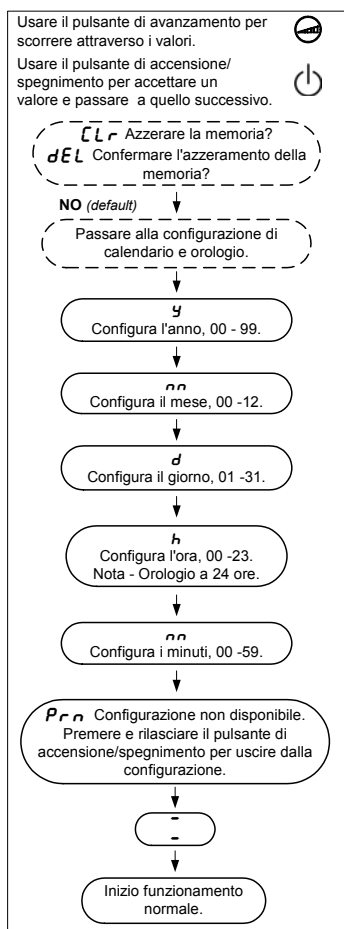 Usare il pulsante di avanzamento per
scorrere attraverso i valori.
Usare il pulsante di accensione/
spegnimento per accettare un
valore e passare a quello successivo.
CLr Azzerare la memoria?
dEL Confermare l'azzeramento della
memoria?
NO (default)
Passare alla configurazione di
calendario e orologio.
y
Configura l'anno, 00 - 99.
nn
Configura il mese, 00 -12.
d
Configura il giorno, 01 -31.
h
Configura l'ora, 00 -23.
Nota - Orologio a 24 ore.
nn
Configura i minuti, 00 -59.
Prn Configurazione non disponibile.
Premere e rilasciare il pulsante di
accensione/spegnimento per uscire dalla
configurazione.
Inizio funzionamento
normale.